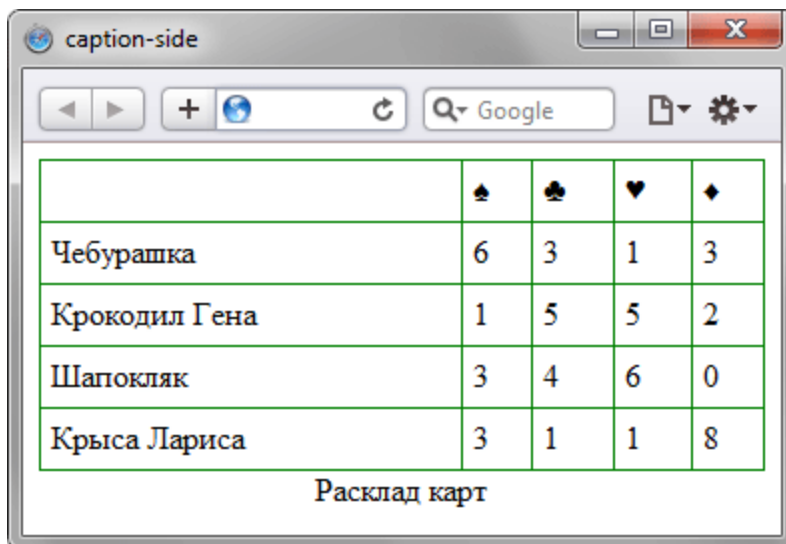 caption-side
Google
♠ ♣ ♥ ♦
Чебурашка 6 3 1 3
Крокодил Гена 1 5 5 2
Шапокляк 3 4 6 0
Крыса Лариса 3 1 1 8
Расклад карт